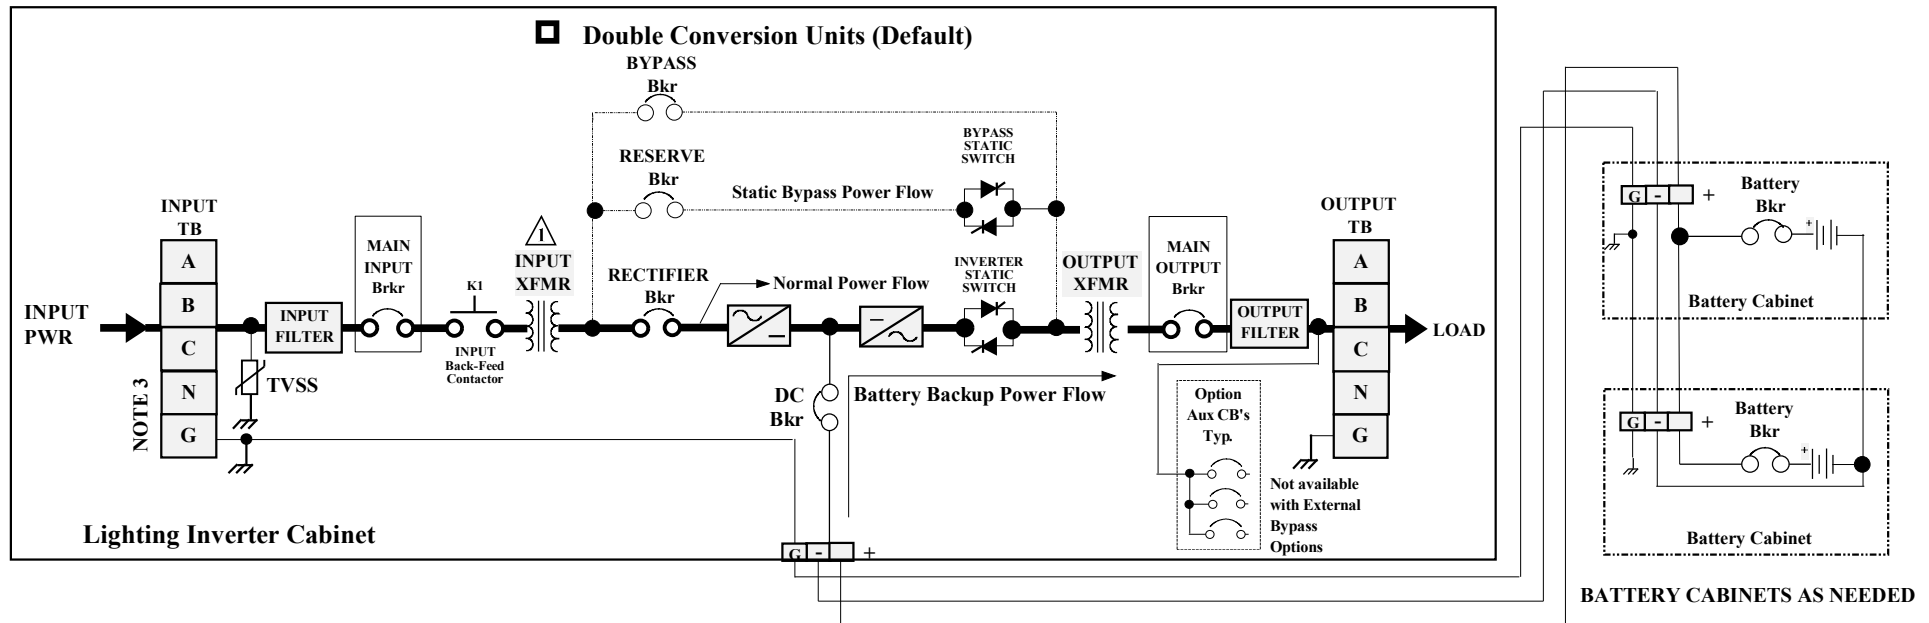 Double Conversion Units (Default)
BYPASS
Bkr
RESERVE
Bkr
Static Bypass Power Flow
BYPASS
STATIC
SWITCH
INPUT
TB
A
B
C
N
G
NOTE 3
INPUT
PWR
TVSS
INPUT
FILTER
MAIN
INPUT
Brkr
K1
INPUT
Back-Feed
Contactor
1
INPUT
XFMR
RECTIFIER
Bkr
Normal Power Flow
INVERTER
STATIC
SWITCH
OUTPUT
XFMR
MAIN
OUTPUT
Brkr
OUTPUT
FILTER
OUTPUT
TB
A
B
C
N
G
LOAD
DC
Bkr
Battery Backup Power Flow
Option
Aux CB's
Typ.
Not available
with External
Bypass
Options
Lighting Inverter Cabinet
G - +
G - +
Battery
Bkr
+
Battery Cabinet
G - +
Battery
Bkr
+
Battery Cabinet
BATTERY CABINETS AS NEEDED